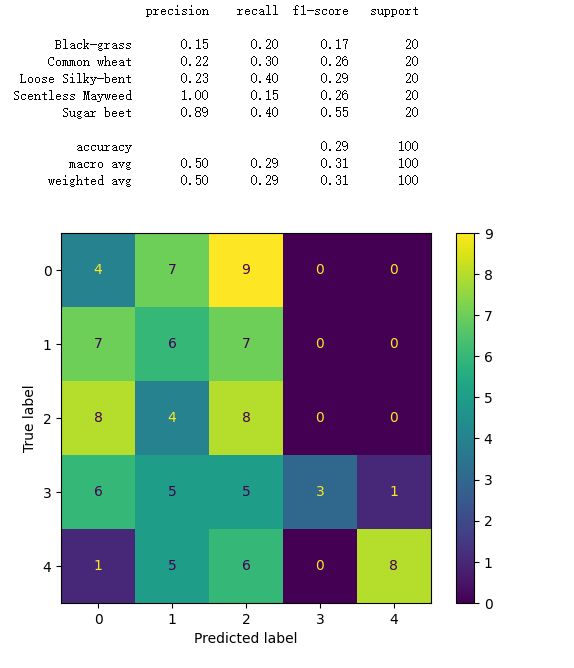 precision recall f1-score support
Black-grass 0.15 0.20 0.17 20
Common wheat 0.22 0.30 0.26 20
Loose Silky-bent 0.23 0.40 0.29 20
Scentless Mayweed 1.00 0.15 0.26 20
Sugar beet 0.89 0.40 0.55 20
accuracy 0.29 100
macro avg 0.50 0.29 0.31 100
weighted avg 0.50 0.29 0.31 100
True label
0 4 7 9 0 0
1 7 6 7 0 0
2 8 4 8 0 0
3 6 5 5 3 1
4 1 5 6 0 8
0 1 2 3 4
Predicted label
9
8
7
6
5
4
3
2
1
0